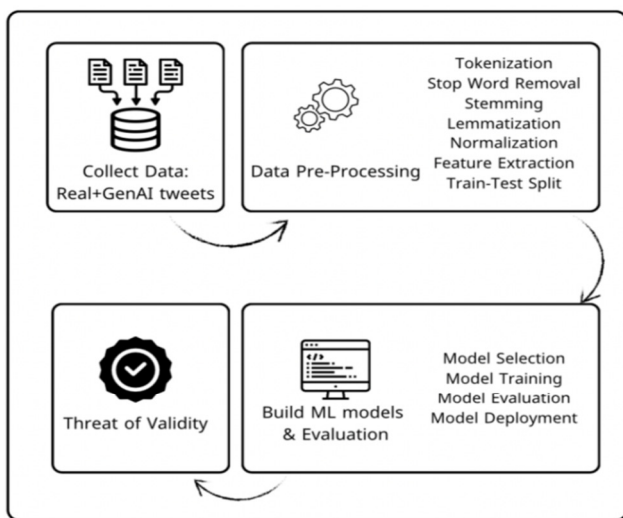 Collect Data:
Real+GenAI tweets
Data Pre-Processing
Tokenization
Stop Word Removal
Stemming
Lemmatization
Normalization
Feature Extraction
Train-Test Split
Threat of Validity
</>
Build ML models
& Evaluation
Model Selection
Model Training
Model Evaluation
Model Deployment